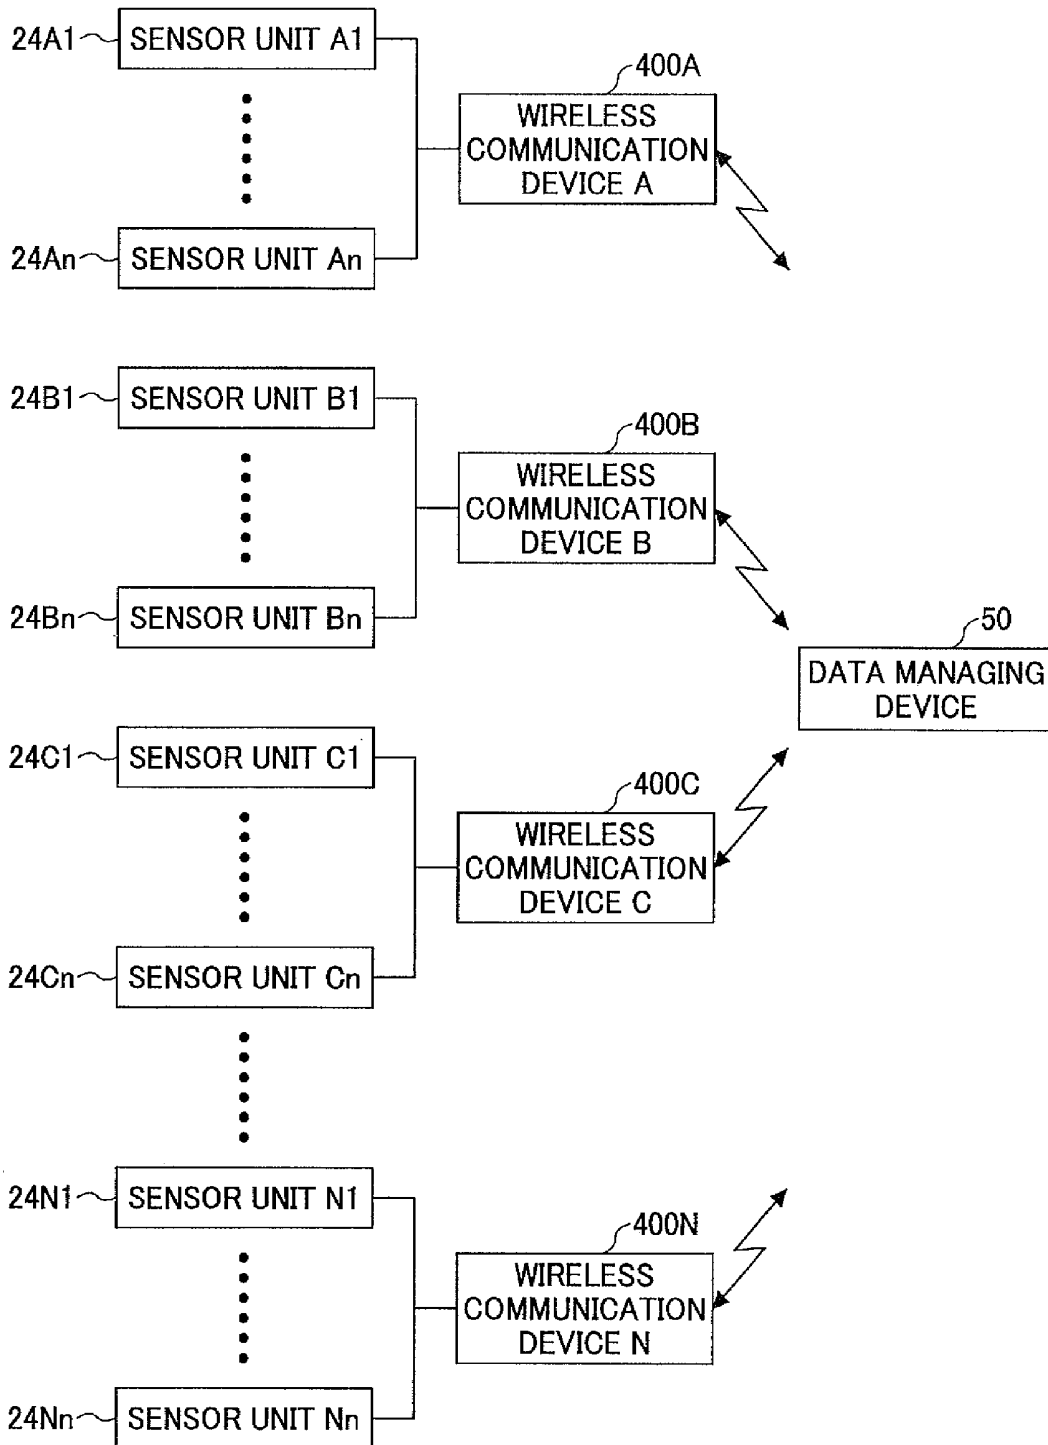 24A1
SENSOR UNIT A1
400A
WIRELESS
COMMUNICATION
DEVICE A
24An
SENSOR UNIT An
24B1
SENSOR UNIT B1
400B
WIRELESS
COMMUNICATION
DEVICE B
24Bn
SENSOR UNIT Bn
50
DATA MANAGING
DEVICE
24C1
SENSOR UNIT C1
400C
WIRELESS
COMMUNICATION
DEVICE C
24Cn
SENSOR UNIT Cn
24N1
SENSOR UNIT N1
400N
WIRELESS
COMMUNICATION
DEVICE N
24Nn
SENSOR UNIT Nn